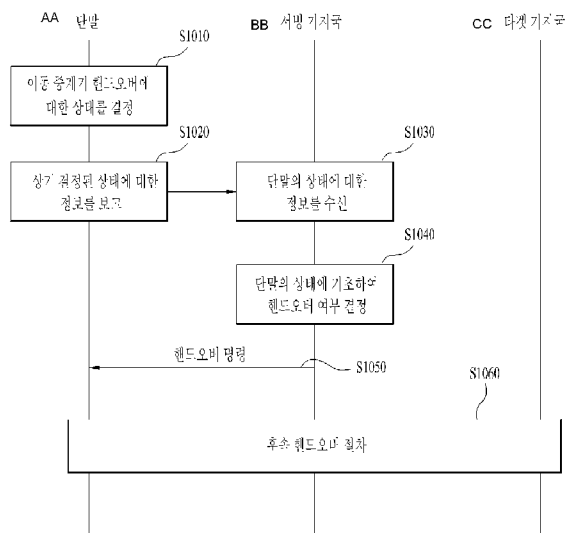 AA 단말
BB 서빙 기지국
CC 타겟 기지국
S1010
이동 중계기 핸드오버에
대한 상태를 결정
S1020
상기 결정된 상태에 대한
정보를 보고
S1030
단말의 상태에 대한
정보를 수신
S1040
단말의 상태에 기초하여
핸드오버 여부 결정
핸드오버 명령
S1050
S1060
후속 핸드오버 절차